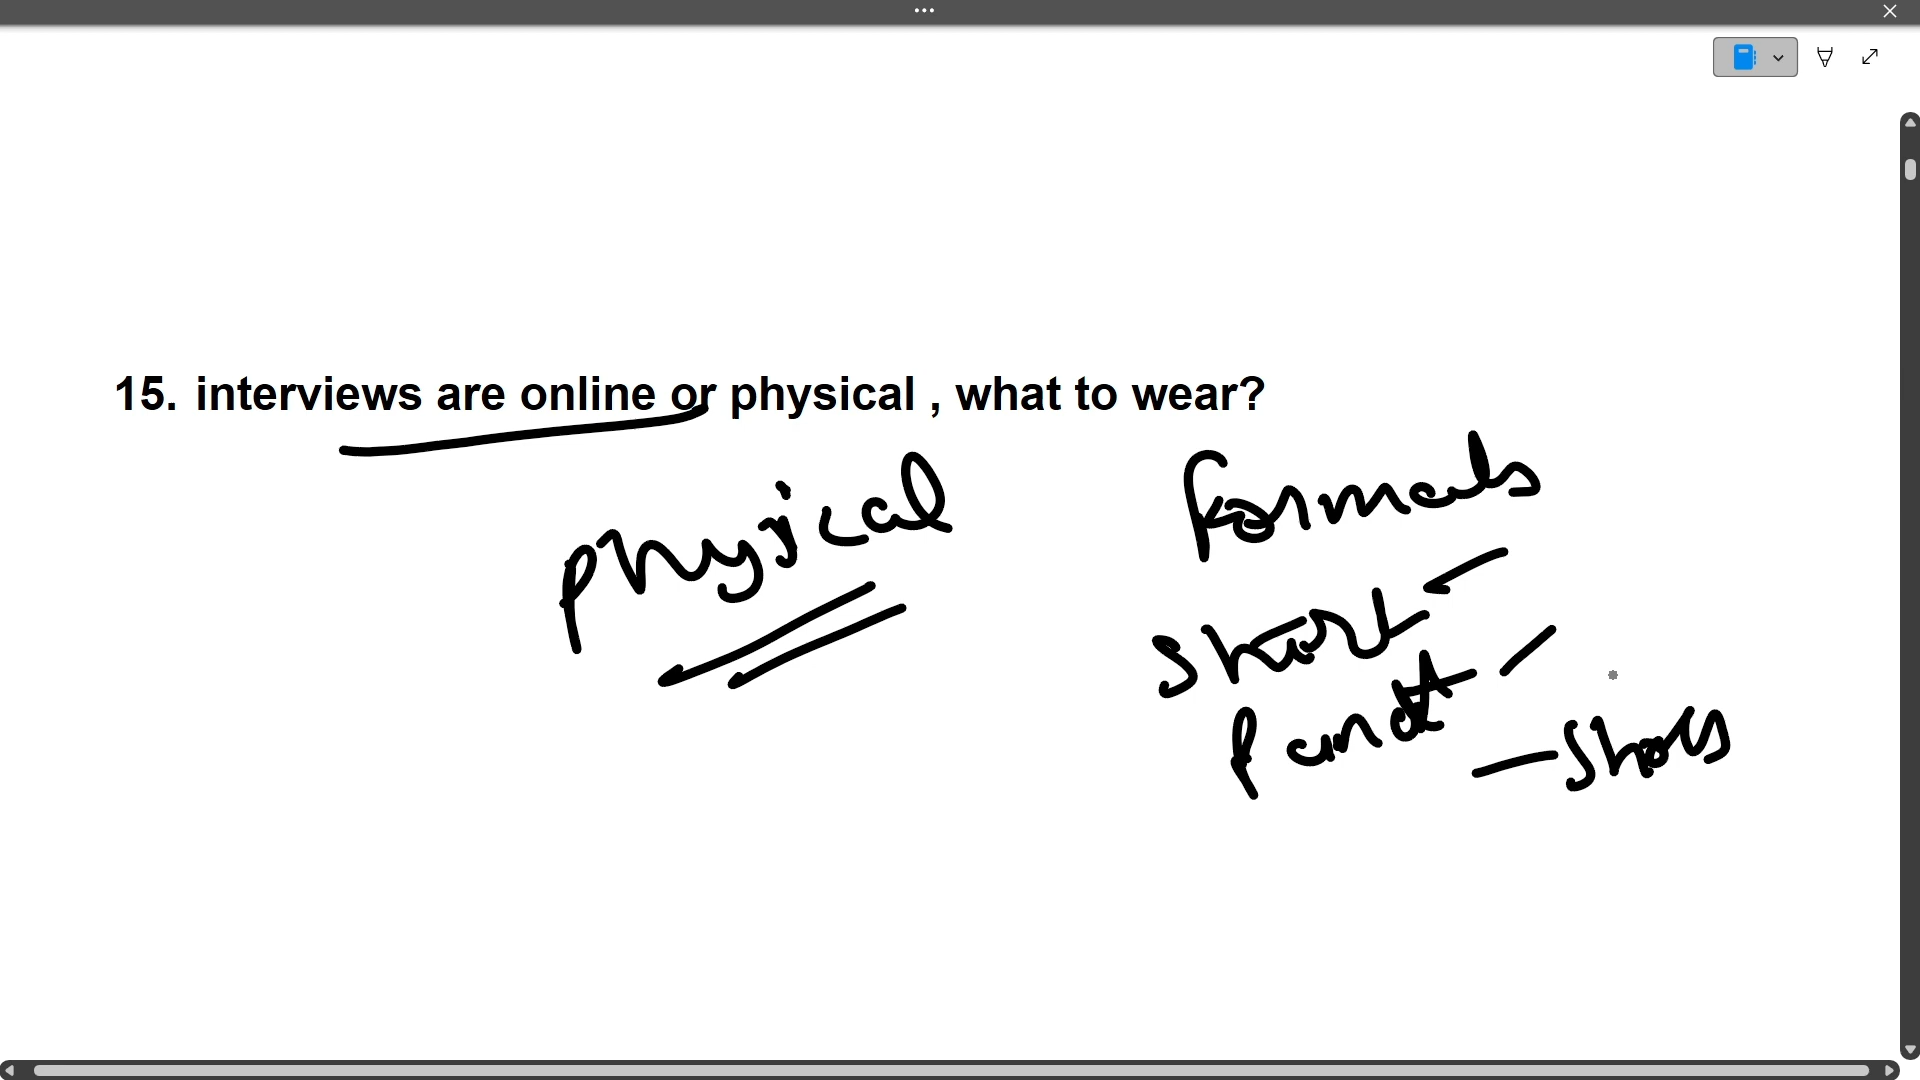 15. interviews are online or physical , what to wear?
physical
formals
shirt
pant
shoes